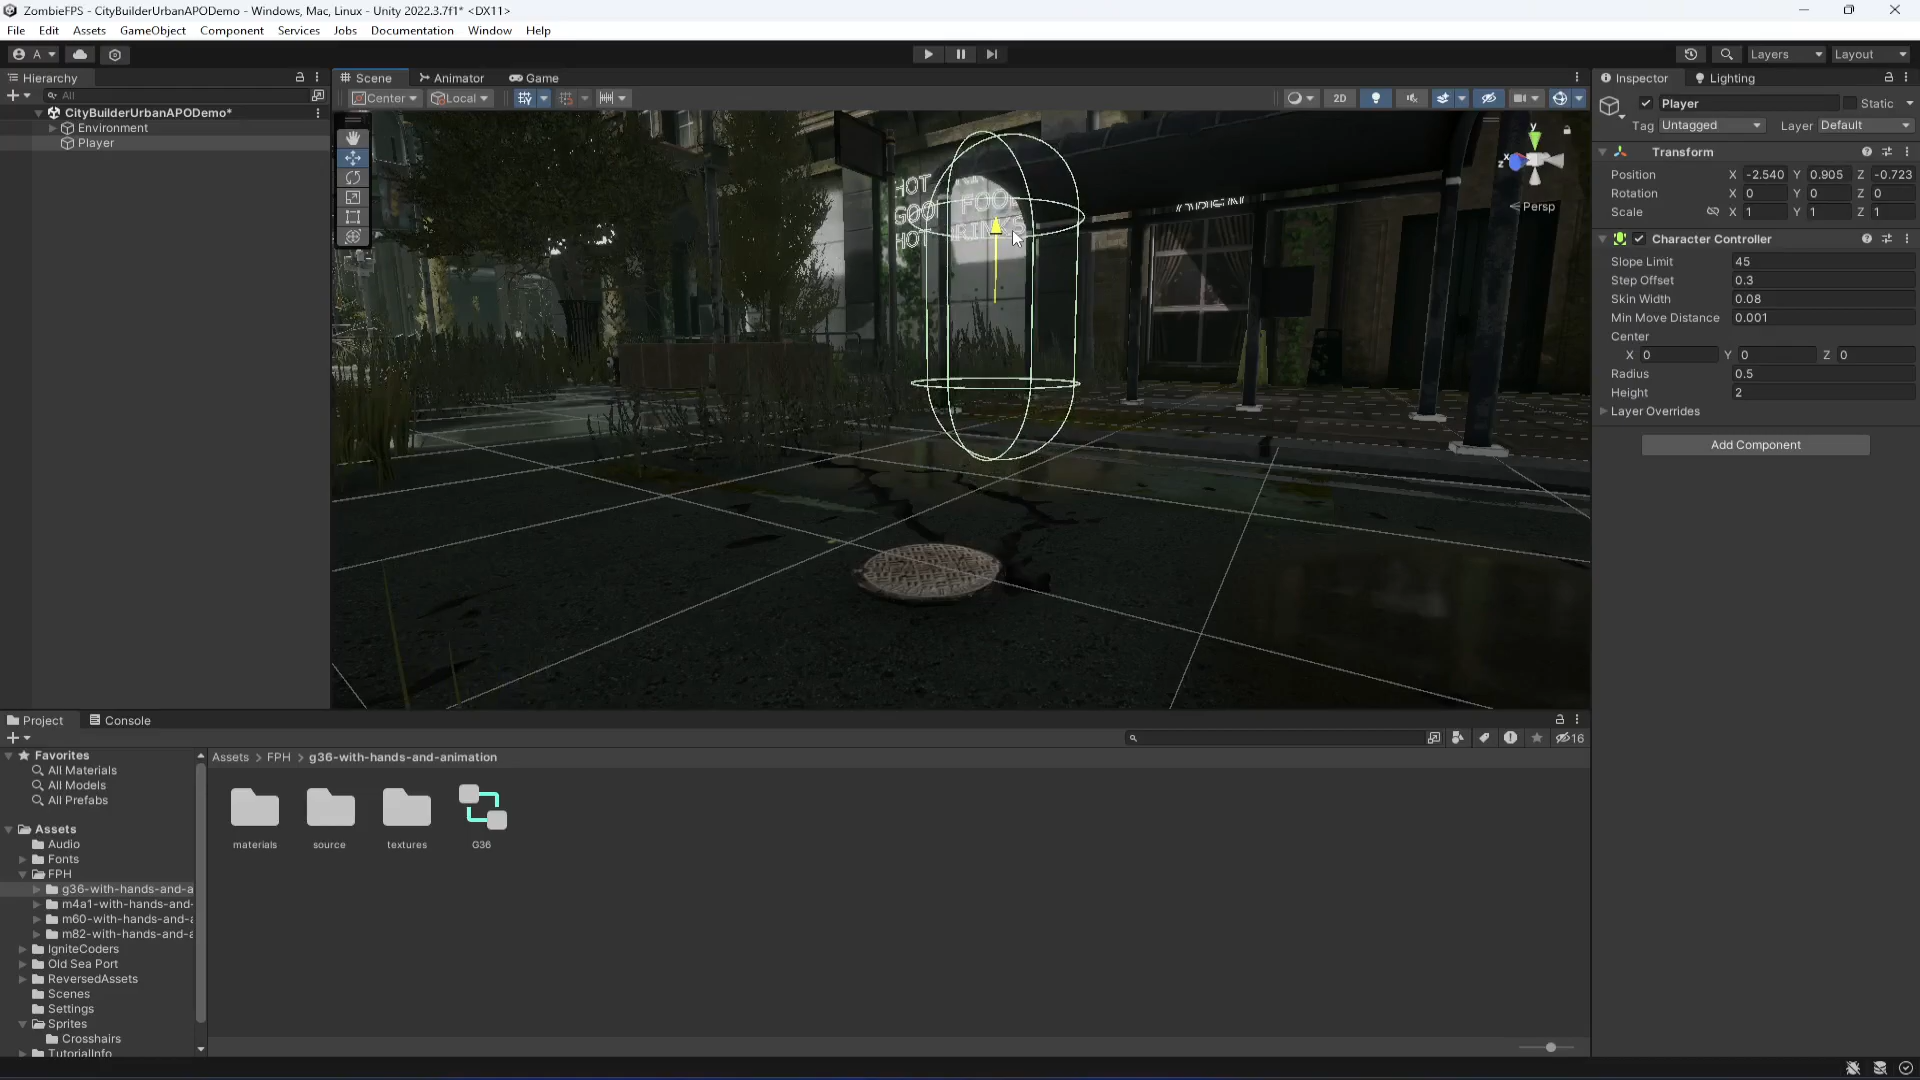 ZombieFPS - CityBuilderUrbanAPODemo - Windows, Mac, Linux - Unity 2022.3.7f1* <DX11>
File Edit Assets GameObject Component Services Jobs Documentation Window Help
A Layers Layout
Hierarchy
All
CityBuilderUrbanAPODemo*
Environment
Player
Scene Animator Game
Center Local 2D
HOT
GOO FOO
HOT DRINKS
y
x
z
Persp
Inspector Lighting
Player Static
Tag Untagged Layer Default
Transform
Position X -2.540 Y 0.905 Z -0.723
Rotation X 0 Y 0 Z 0
Scale X 1 Y 1 Z 1
Character Controller
Slope Limit 45
Step Offset 0.3
Skin Width 0.08
Min Move Distance 0.001
Center
X 0 Y 0 Z 0
Radius 0.5
Height 2
Layer Overrides
Add Component
Project Console
16
Favorites
All Materials
All Models
All Prefabs
Assets
Audio
Fonts
FPH
g36-with-hands-and-a
m4a1-with-hands-and-
m60-with-hands-and-a
m82-with-hands-and-a
IgniteCoders
Old Sea Port
ReversedAssets
Scenes
Settings
Sprites
Crosshairs
TutorialInfo
Assets > FPH > g36-with-hands-and-animation
materials source textures G36